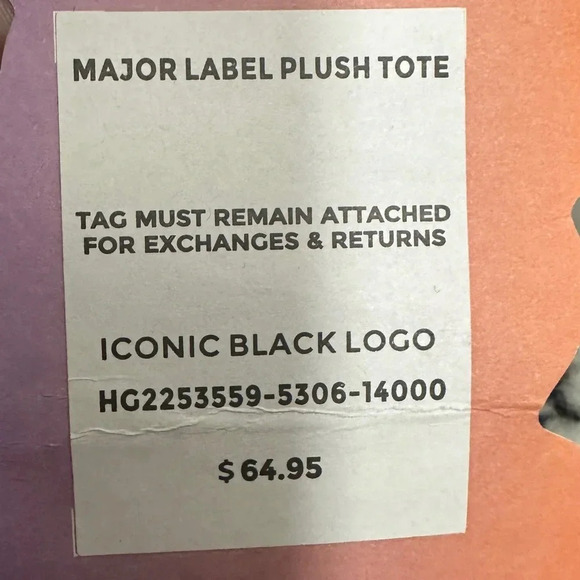 MAJOR LABEL PLUSH TOTE
TAG MUST REMAIN ATTACHED
FOR EXCHANGES & RETURNS
ICONIC BLACK LOGO
HG2253559-5306-14000
$64.95